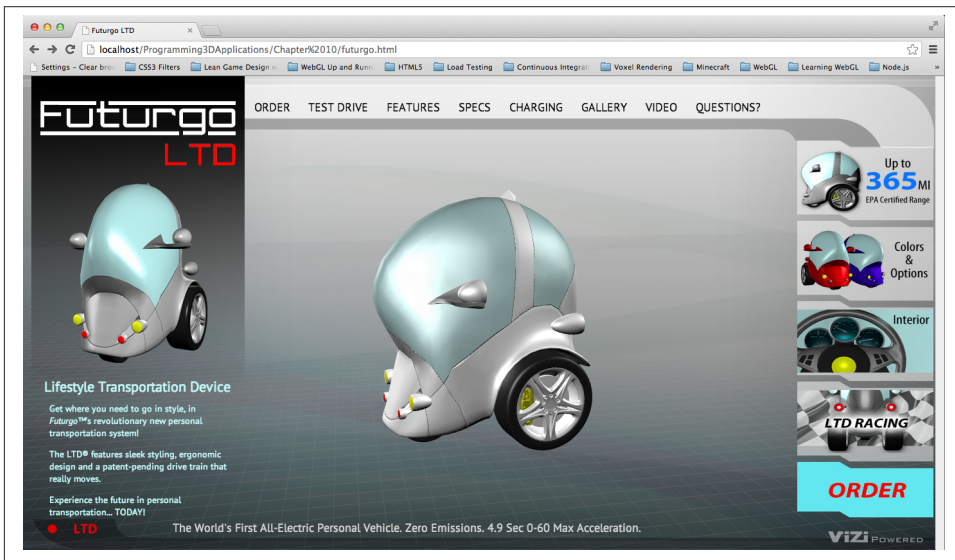 Futurgo LTD
localhost/Programming3DApplications/Chapter%2010/futurgo.html
Settings – Clear bro
CSS3 Filters
Lean Game Design w
WebGL Up and Runn
HTML5
Load Testing
Continuous Integrati
Voxel Rendering
Minecraft
WebGL
Learning WebGL
Node.js
»
Futurgo
LTD
ORDER TEST DRIVE FEATURES SPECS CHARGING GALLERY VIDEO QUESTIONS?
Lifestyle Transportation Device
Get where you need to go in style, in
Futurgo™'s revolutionary new personal
transportation system!
The LTD® features sleek styling, ergonomic
design and a patent-pending drive train that
really moves.
Experience the future in personal
transportation... TODAY!
Up to
365 MI
EPA Certified Range
Colors
&
Options
Interior
LTD RACING
ORDER
LTD
The World's First All-Electric Personal Vehicle. Zero Emissions. 4.9 Sec 0-60 Max Acceleration.
ViZi POWERED